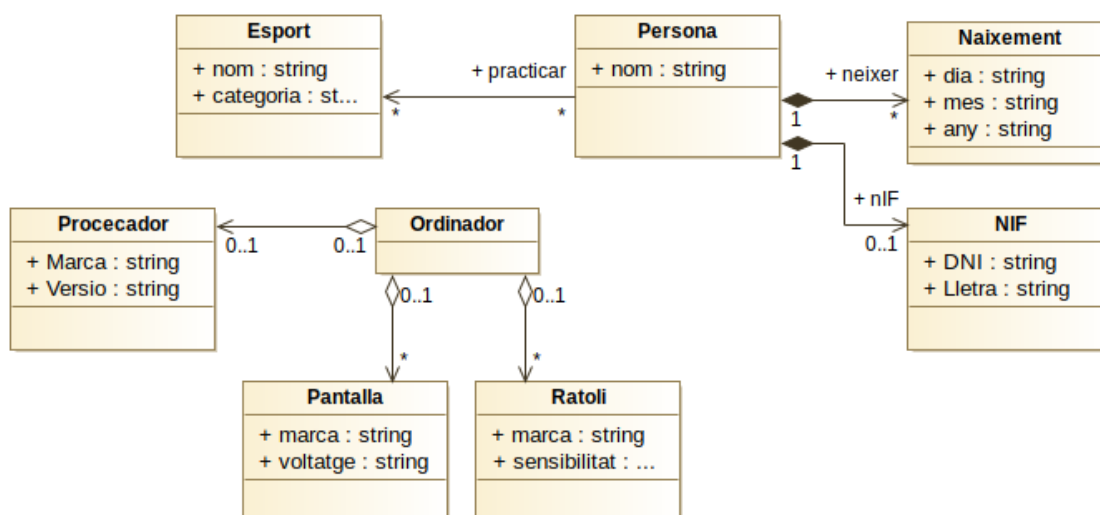 Esport
+ nom : string
+ categoria : st...
+ practicar
*
*
Persona
+ nom : string
+ neixer
1
*
Naixement
+ dia : string
+ mes : string
+ any : string
1
+ nIF
0..1
NIF
+ DNI : string
+ Lletra : string
Procecador
+ Marca : string
+ Versio : string
0..1
0..1
Ordinador
0..1
0..1
*
*
Pantalla
+ marca : string
+ voltatge : string
Ratoli
+ marca : string
+ sensibilitat : ...